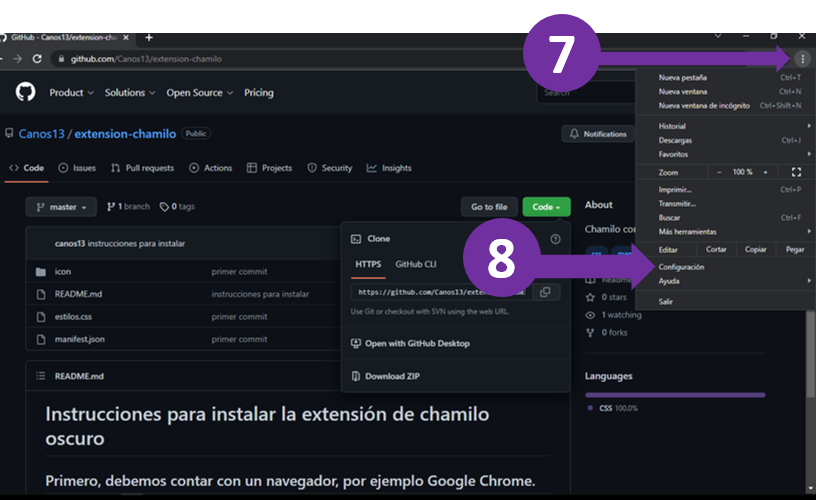 7
GitHub - Canos13/extension-cha
github.com/Canos13/extension-chamilo
Product Solutions Open Source Pricing
Search
Canos13 / extension-chamilo Public
Notifications
Code Issues Pull requests Actions Projects Security Insights
master 1 branch 0 tags
Go to file Code
canos13 instrucciones para instalar
icon primer commit
README.md instrucciones para instalar
estilos.css primer commit
manifest.json primer commit
Clone
HTTPS GitHub CLI
https://github.com/Canos13/exte
Use Git or checkout with SVN using the web URL.
Open with GitHub Desktop
Download ZIP
About
Chamilo
Readme
0 stars
1 watching
0 forks
Languages
CSS 100.0%
Nueva pestaña Ctrl+T
Nueva ventana Ctrl+N
Nueva ventana de incógnito Ctrl+Shift+N
Historial
Descargas Ctrl+J
Favoritos
Zoom - 100 % +
Imprimir... Ctrl+P
Transmitir...
Buscar Ctrl+F
Más herramientas
Editar Cortar Copiar Pegar
Configuración
Ayuda
Salir
8
README.md
Instrucciones para instalar la extensión de chamilo
oscuro
Primero, debemos contar con un navegador, por ejemplo Google Chrome.